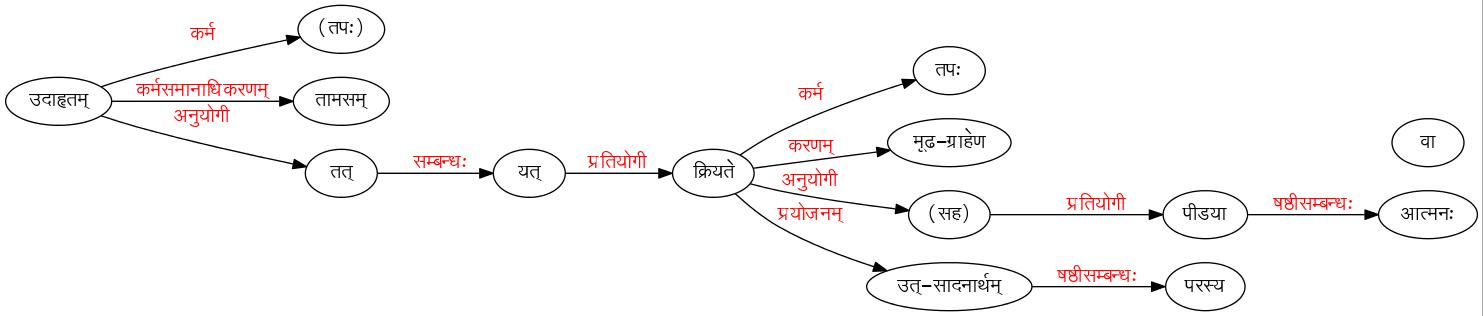 कर्म
(तपः)
उदाहृतम्
कर्मसमानाधिकरणम्
तामसम्
अनुयोगी
तत्
सम्बन्धः
यत्
प्रतियोगी
क्रियते
कर्म
तपः
करणम्
मूढ-ग्राहेण
वा
अनुयोगी
(सह)
प्रतियोगी
पीडया
षष्ठीसम्बन्धः
आत्मनः
प्रयोजनम्
उत्-सादनार्थम्
षष्ठीसम्बन्धः
परस्य